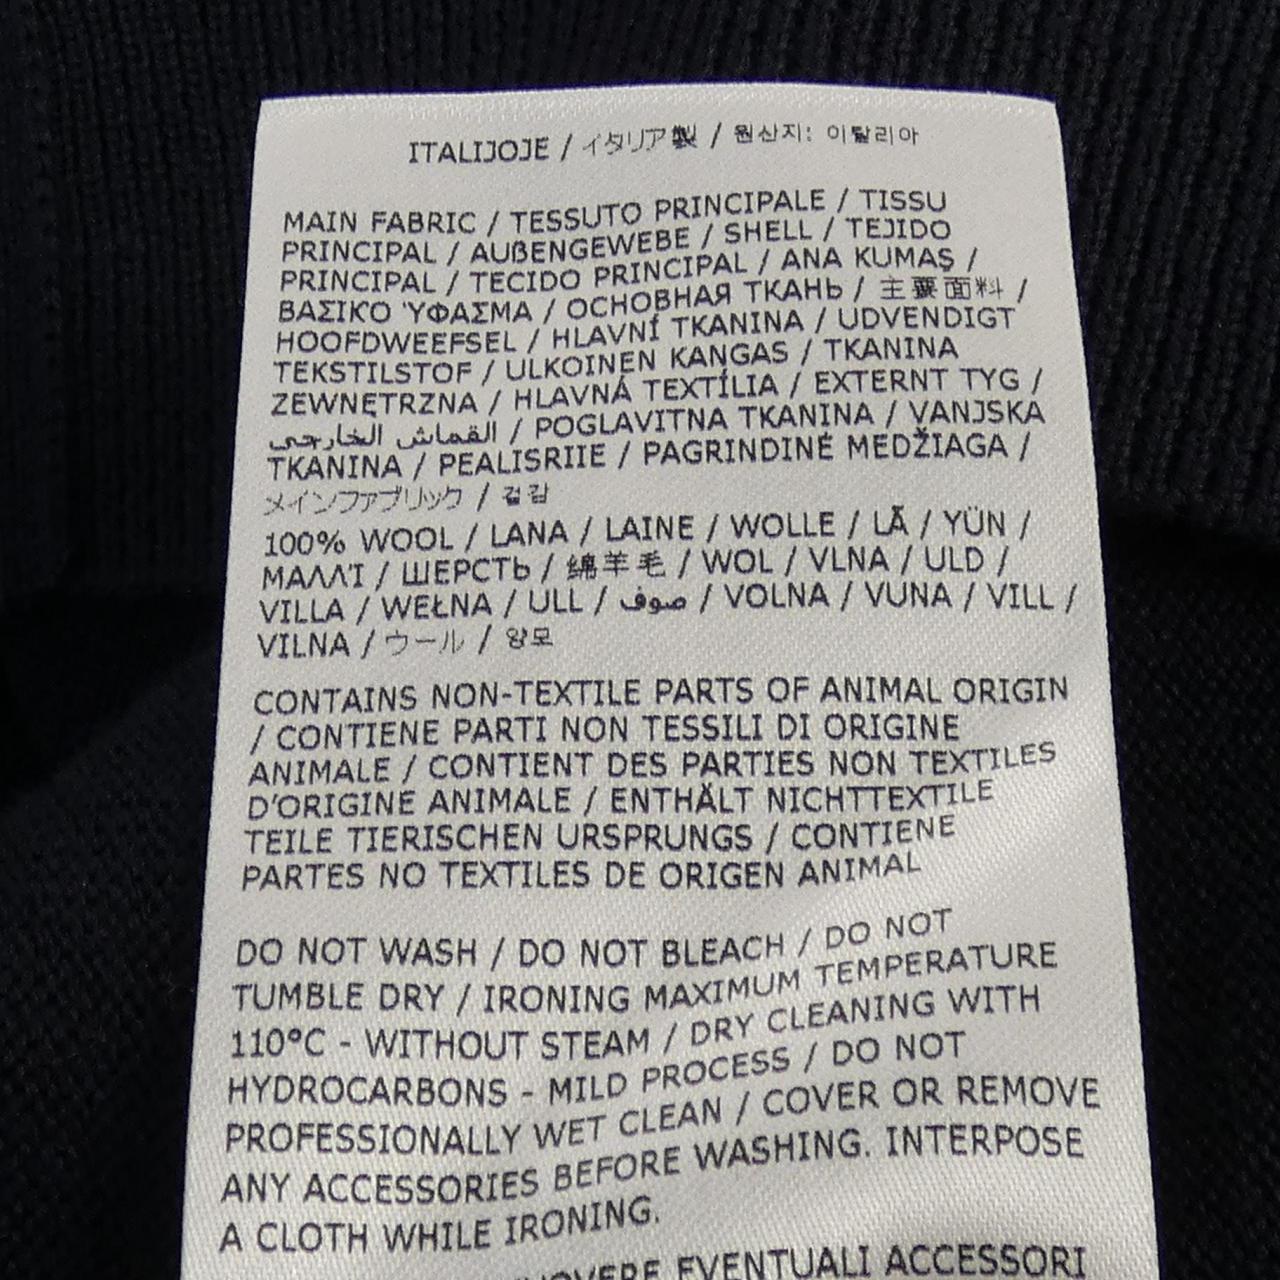 ITALIJOJE / イタリア製 / 원산지: 이탈리아
MAIN FABRIC / TESSUTO PRINCIPALE / TISSU
PRINCIPAL / AUßENGEWEBE / SHELL / TEJIDO
PRINCIPAL / TECIDO PRINCIPAL / ANA KUMAŞ /
ΒΑΣΙΚΌ ΎΦΑΣΜΑ / ОСНОВНАЯ ТКАНЬ / 主要面料 /
HOOFDWEEFSEL / HLAVNÍ TKANINA / UDVENDIGT
TEKSTILSTOF / ULKOINEN KANGAS / TKANINA
ZEWNĘTRZNA / HLAVNÁ TEXTÍLIA / EXTERNT TYG /
القماش الخارجي / POGLAVITNA TKANINA / VANJSKA
TKANINA / PEALISRIIE / PAGRINDINĖ MEDŽIAGA /
メインファブリック / 겉감
100% WOOL / LANA / LAINE / WOLLE / LÃ / YÜN /
ΜΑΛΛΊ / ШЕРСТЬ / 绵羊毛 / WOL / VLNA / ULD /
VILLA / WEŁNA / ULL / صوف / VOLNA / VUNA / VILL /
VILNA / ウール / 양모
CONTAINS NON-TEXTILE PARTS OF ANIMAL ORIGIN
/ CONTIENE PARTI NON TESSILI DI ORIGINE
ANIMALE / CONTIENT DES PARTIES NON TEXTILES
D'ORIGINE ANIMALE / ENTHÄLT NICHTTEXTILE
TEILE TIERISCHEN URSPRUNGS / CONTIENE
PARTES NO TEXTILES DE ORIGEN ANIMAL
DO NOT WASH / DO NOT BLEACH / DO NOT
TUMBLE DRY / IRONING MAXIMUM TEMPERATURE
110°C - WITHOUT STEAM / DRY CLEANING WITH
HYDROCARBONS - MILD PROCESS / DO NOT
PROFESSIONALLY WET CLEAN / COVER OR REMOVE
ANY ACCESSORIES BEFORE WASHING. INTERPOSE
A CLOTH WHILE IRONING.
EVENTUALI ACCESSORI